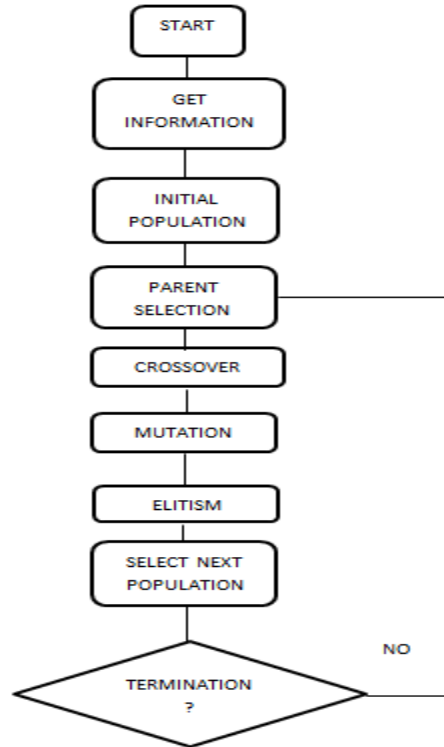 START
GET
INFORMATION
INITIAL
POPULATION
PARENT
SELECTION
CROSSOVER
MUTATION
ELITISM
SELECT NEXT
POPULATION
NO
TERMINATION
?